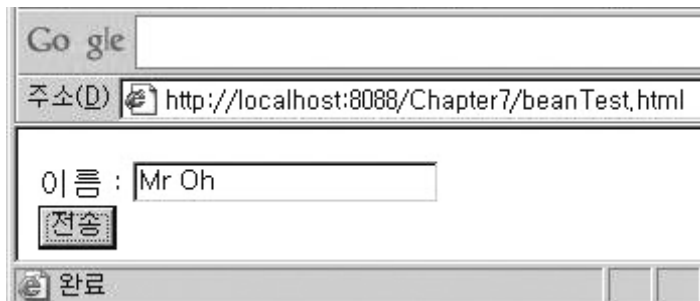 Go gle
주소(D) http://localhost:8088/Chapter7/beanTest.html
이름 : Mr Oh
전송
완료